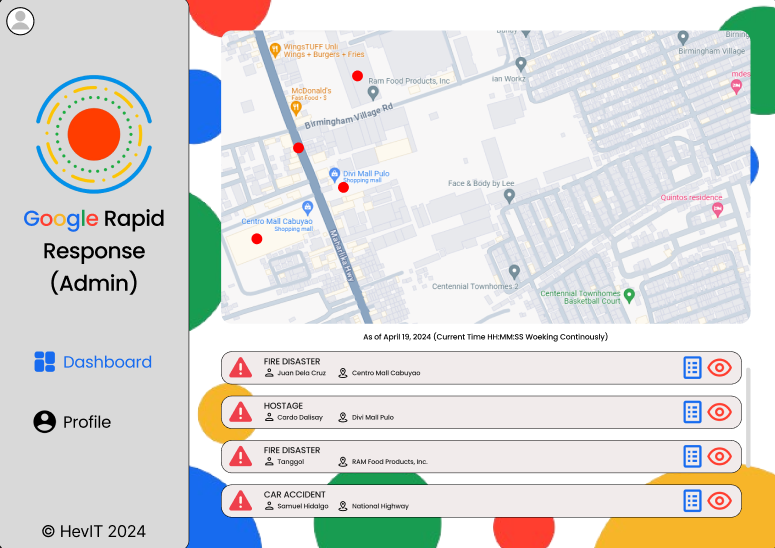 Google Rapid
Response
(Admin)
Dashboard
Profile
© HevIT 2024
WingsTUFF Unli
Wings + Burgers + Fries
Ram Food Products, Inc
McDonald's
Fast Food • $
Birmingham Village Rd
Ian Workz
Birming
Birmingham Village
mdes
Divi Mall Pulo
Shopping mall
Face & Body by Lee
Quintos residence
Centro Mall Cabuyao
Shopping mall
Maharlika Hwy
Centennial Townhomes 2
Centennial Townhomes
Basketball Court
As of April 19, 2024 (Current Time HH:MM:SS Woeking Continously)
FIRE DISASTER
Juan Dela Cruz Centro Mall Cabuyao
HOSTAGE
Cardo Dalisay Divi Mall Pulo
FIRE DISASTER
Tanggol RAM Food Products, Inc.
CAR ACCIDENT
Samuel Hidalgo National Highway